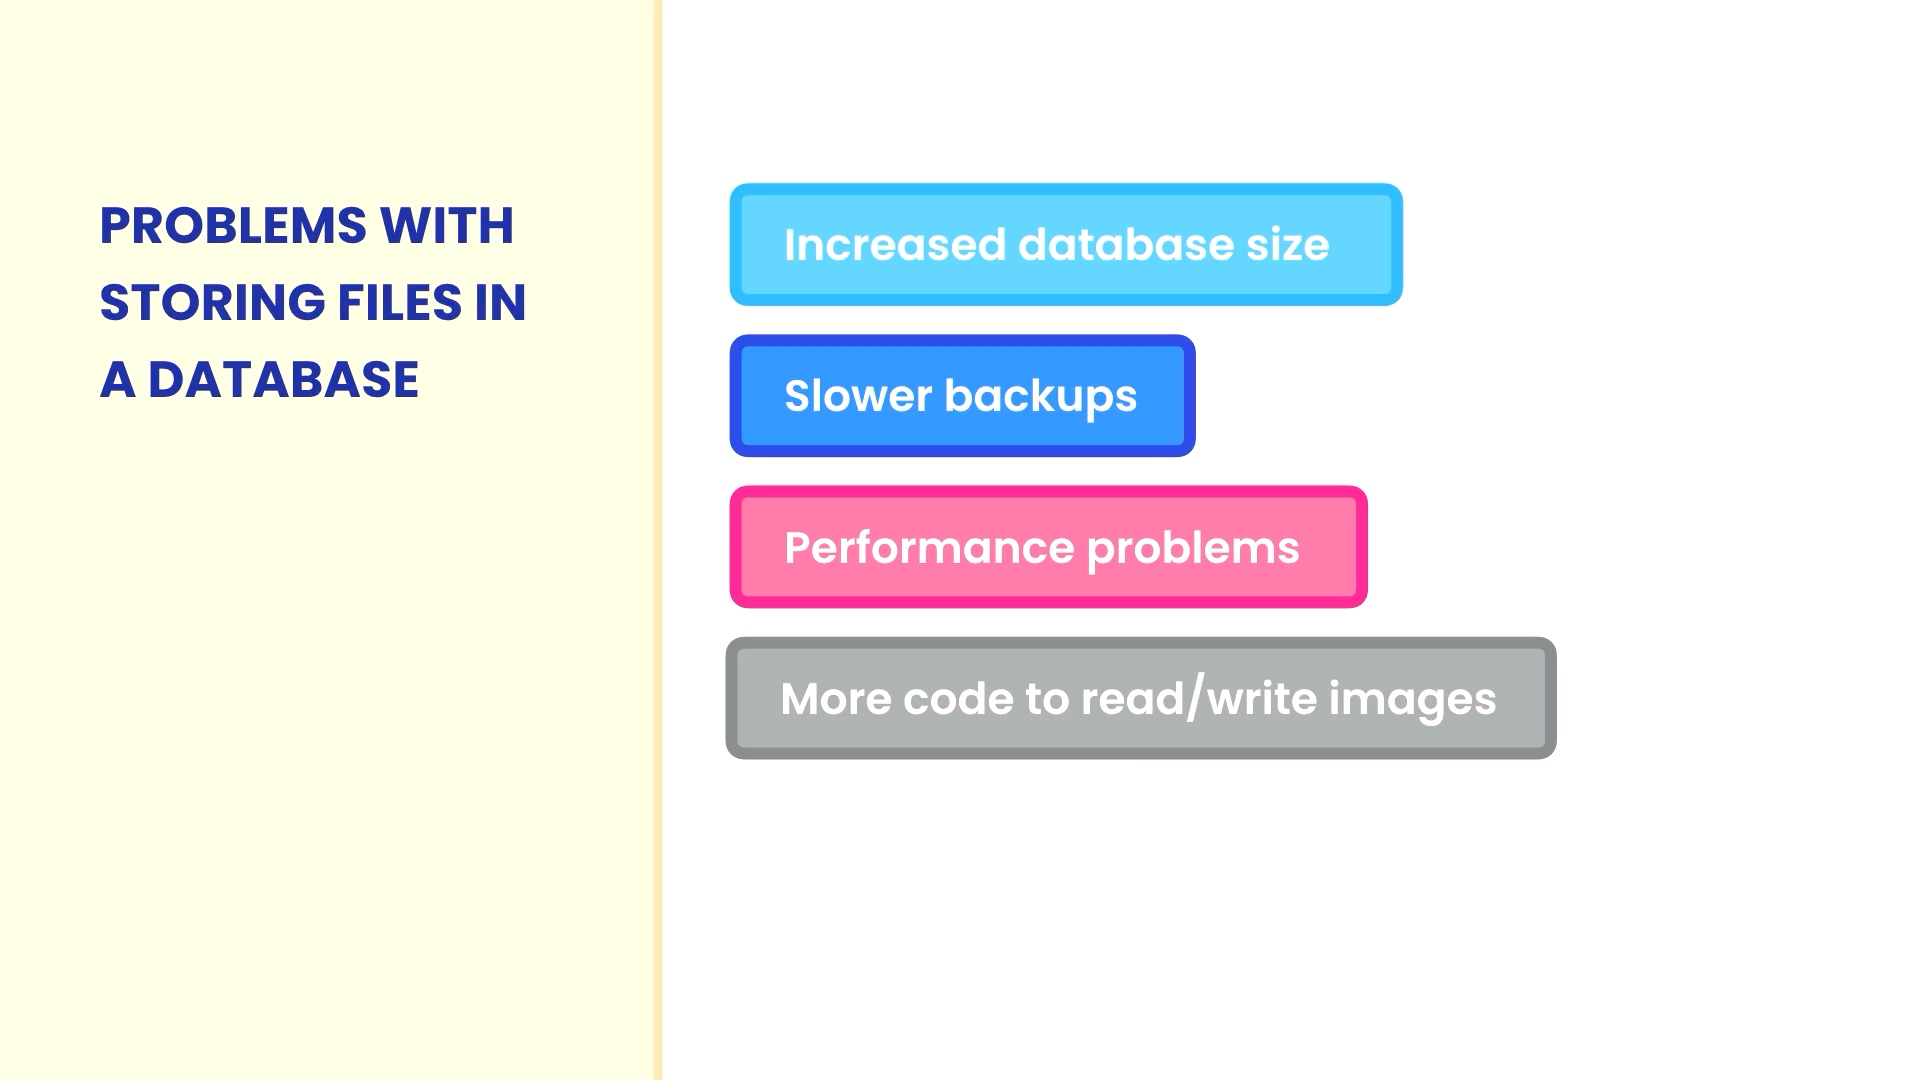 PROBLEMS WITH
STORING FILES IN
A DATABASE
Increased database size
Slower backups
Performance problems
More code to read/write images